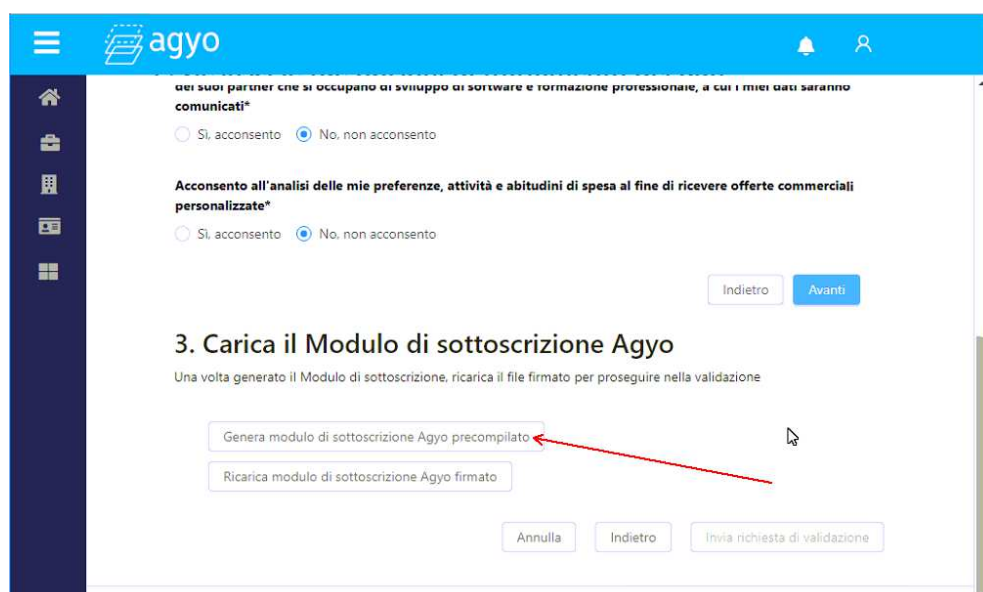 agyo
dei suoi partner che si occupano di sviluppo di software e formazione professionale, a cui i miei dati saranno
comunicati*
Sì, acconsento No, non acconsento
Acconsento all'analisi delle mie preferenze, attività e abitudini di spesa al fine di ricevere offerte commerciali
personalizzate*
Sì, acconsento No, non acconsento
Indietro Avanti
3. Carica il Modulo di sottoscrizione Agyo
Una volta generato il Modulo di sottoscrizione, ricarica il file firmato per proseguire nella validazione
Genera modulo di sottoscrizione Agyo precompilato
Ricarica modulo di sottoscrizione Agyo firmato
Annulla Indietro Invia richiesta di validazione